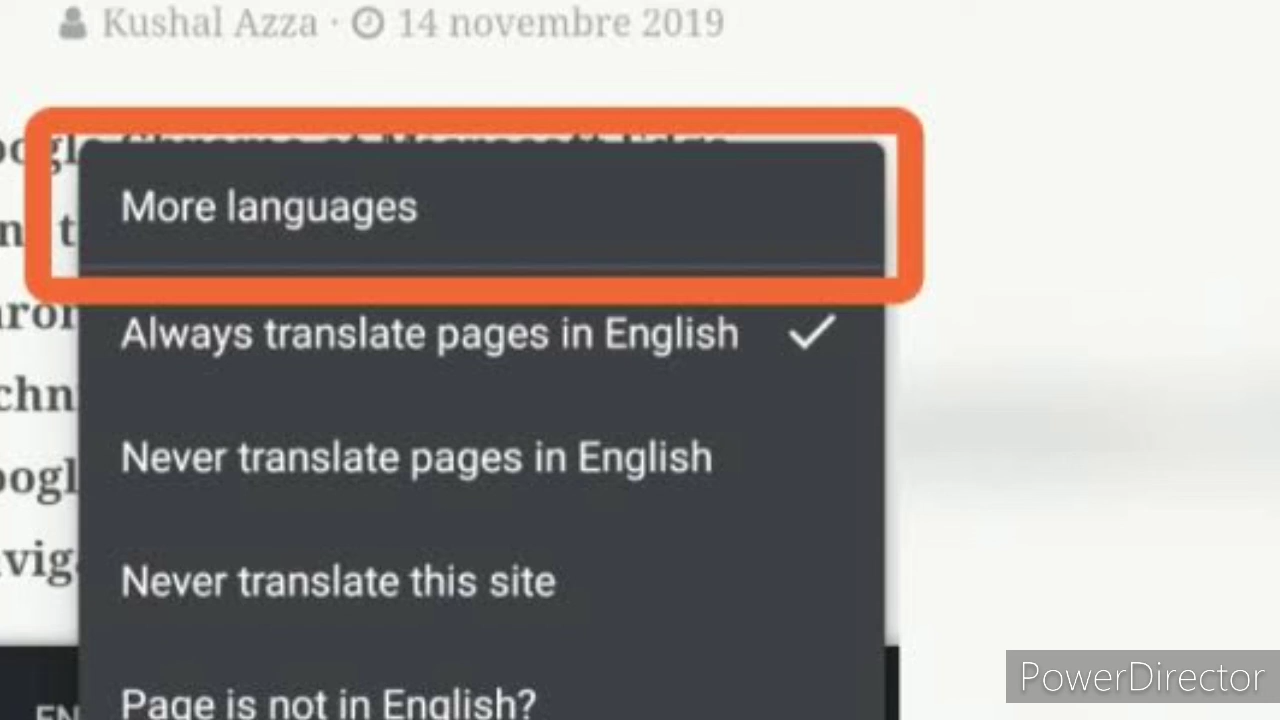 Kushal Azza · 14 novembre 2019
More languages
Always translate pages in English
Never translate pages in English
Never translate this site
Page is not in English?
EN
PowerDirector